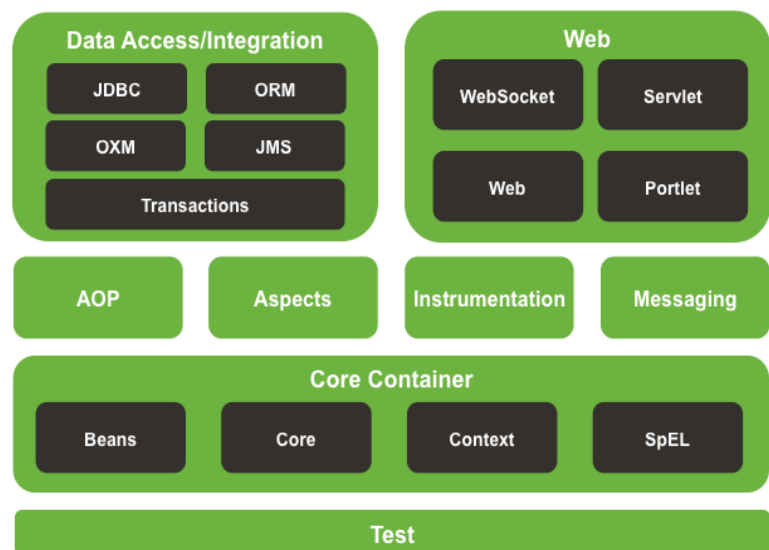 Data Access/Integration
JDBC
ORM
OXM
JMS
Transactions
Web
WebSocket
Servlet
Web
Portlet
AOP
Aspects
Instrumentation
Messaging
Core Container
Beans
Core
Context
SpEL
Test